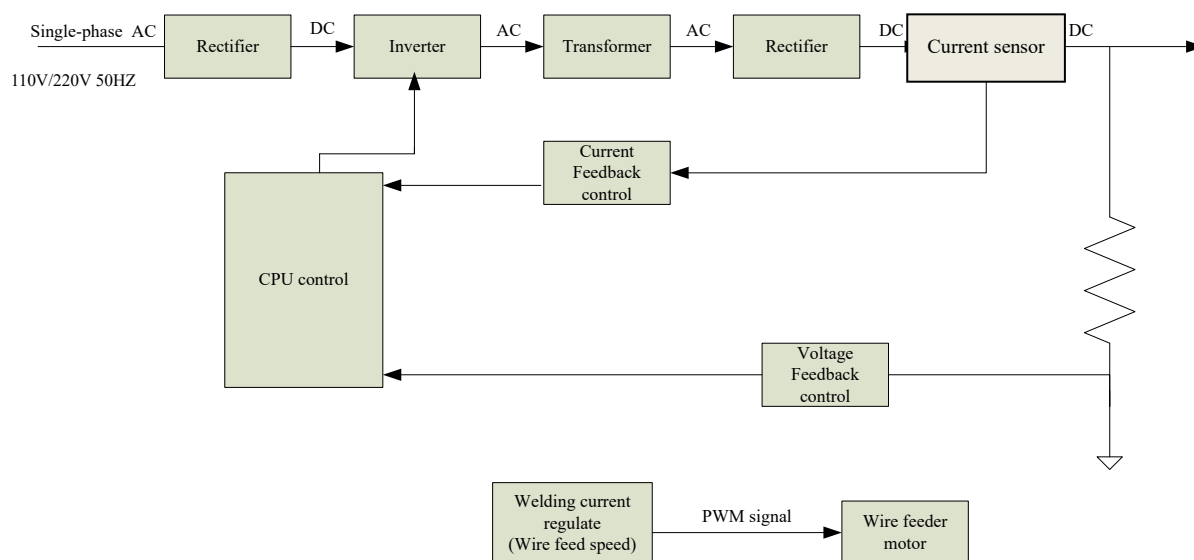 Single-phase AC
110V/220V 50HZ
Rectifier
DC
Inverter
AC
Transformer
AC
Rectifier
DC
Current sensor
DC
Current
Feedback
control
CPU control
Voltage
Feedback
control
Welding current
regulate
(Wire feed speed)
PWM signal
Wire feeder
motor